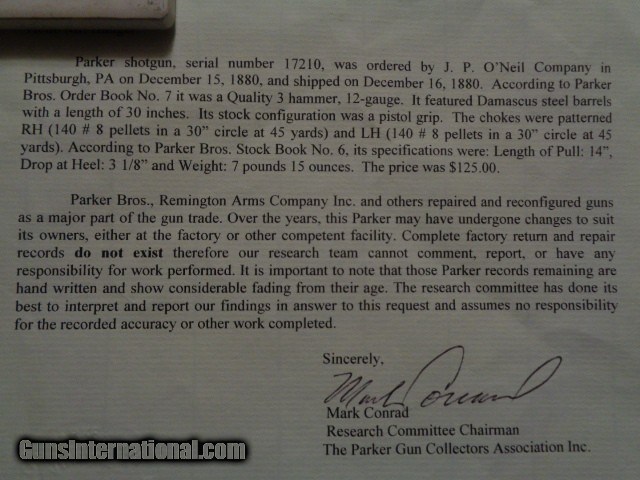 Parker shotgun, serial number 17210, was ordered by J. P. O'Neil Company in
Pittsburgh, PA on December 15, 1880, and shipped on December 16, 1880. According to Parker
Bros. Order Book No. 7 it was a Quality 3 hammer, 12-gauge. It featured Damascus steel barrels
with a length of 30 inches. Its stock configuration was a pistol grip. The chokes were patterned
RH (140 # 8 pellets in a 30" circle at 45 yards) and LH (140 # 8 pellets in a 30" circle at 45
yards). According to Parker Bros. Stock Book No. 6, its specifications were: Length of Pull: 14",
Drop at Heel: 3 1/8" and Weight: 7 pounds 15 ounces. The price was $125.00.
Parker Bros., Remington Arms Company Inc. and others repaired and reconfigured guns
as a major part of the gun trade. Over the years, this Parker may have undergone changes to suit
its owners, either at the factory or other competent facility. Complete factory return and repair
records do not exist therefore our research team cannot comment, report, or have any
responsibility for work performed. It is important to note that those Parker records remaining are
hand written and show considerable fading from their age. The research committee has done its
best to interpret and report our findings in answer to this request and assumes no responsibility
for the recorded accuracy or other work completed.
Sincerely,
Mark Conrad
Mark Conrad
Research Committee Chairman
The Parker Gun Collectors Association Inc.
GunsInternational.com